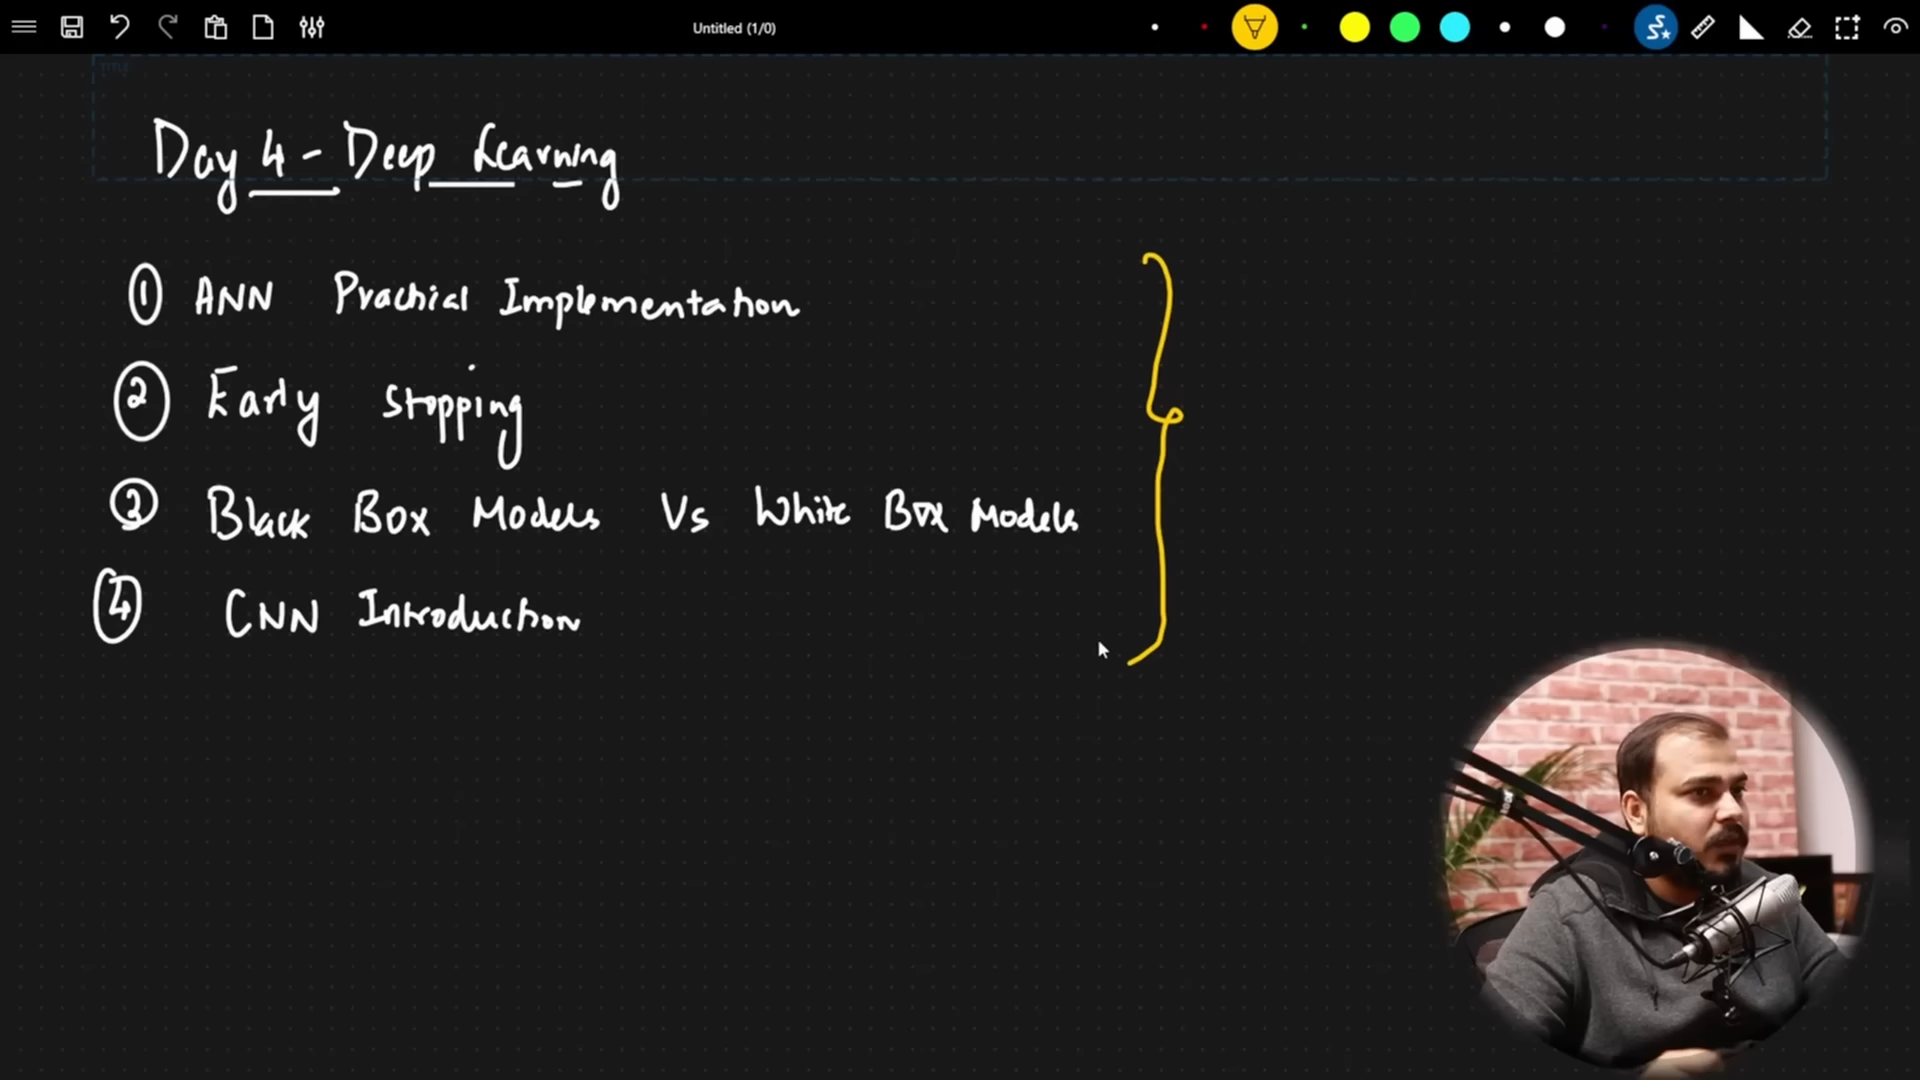 Untitled (1/0)
TITLE
Day 4 - Deep Learning
① ANN Practical Implementation
② Early Stopping
③ Black Box Models Vs White Box Models
④ CNN Introduction